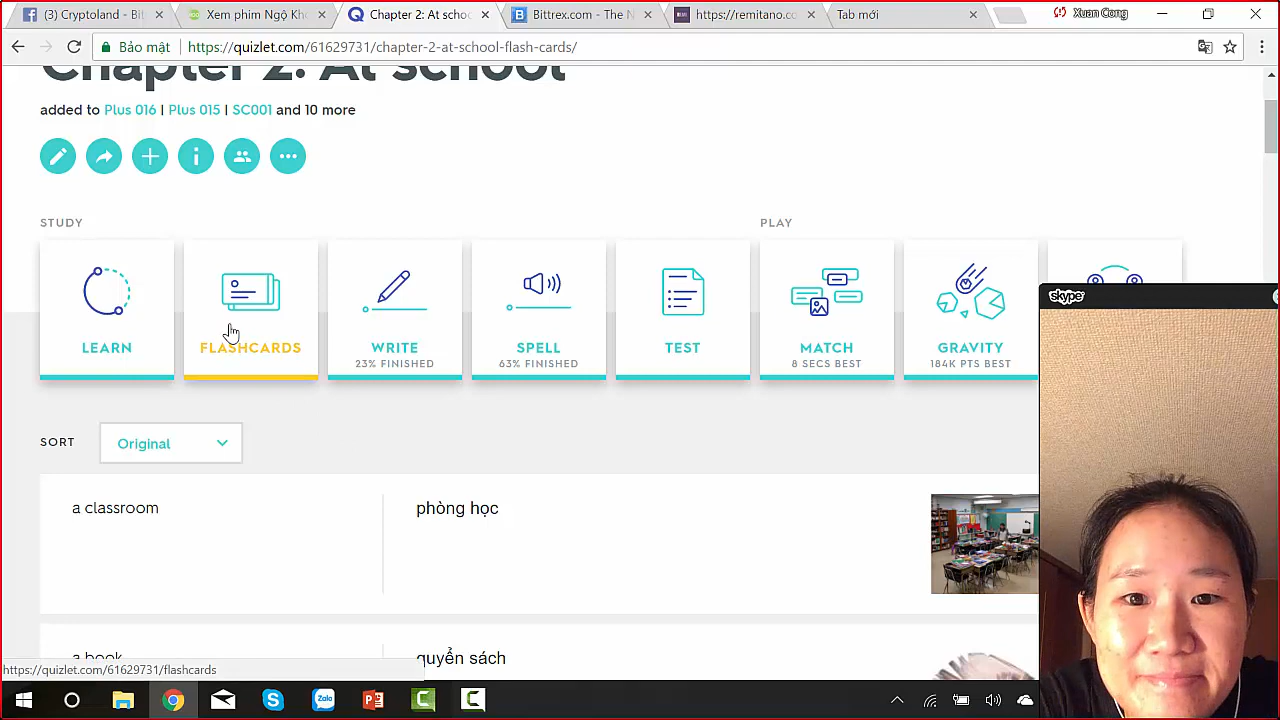 (3) Cryptoland - Bit
Xem phim Ngộ Kh
Chapter 2: At schoo
Bittrex.com - The N
https://remitano.c
Tab mới
Xuan Cong
Bảo mật
https://quizlet.com/61629731/chapter-2-at-school-flash-cards/
Chapter 2: At school
added to Plus 016 | Plus 015 | SC001 and 10 more
STUDY
PLAY
LEARN
FLASHCARDS
WRITE
23% FINISHED
SPELL
63% FINISHED
TEST
MATCH
8 SECS BEST
GRAVITY
184K PTS BEST
skype
SORT
Original
a classroom
phòng học
a book
quyển sách
https://quizlet.com/61629731/flashcards
Zalo